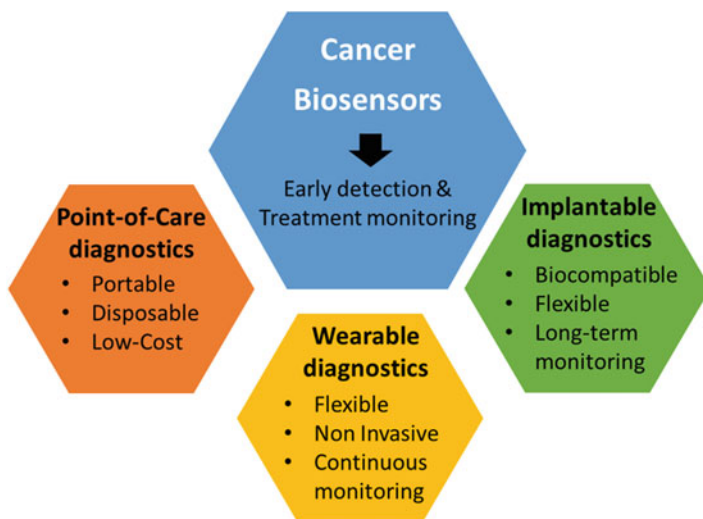 Cancer
Biosensors
Early detection &
Treatment monitoring
Point-of-Care
diagnostics
• Portable
• Disposable
• Low-Cost
Wearable
diagnostics
• Flexible
• Non Invasive
• Continuous
monitoring
Implantable
diagnostics
• Biocompatible
• Flexible
• Long-term
monitoring